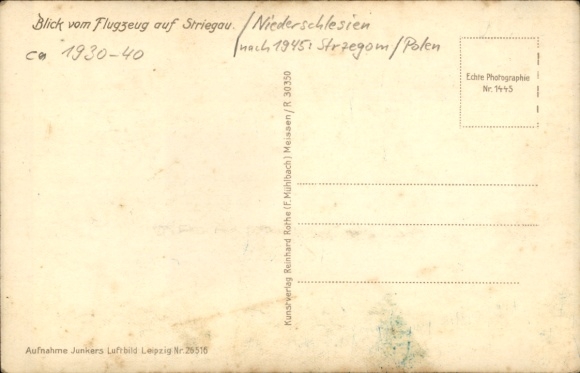 Blick vom Flugzeug auf Striegau. / Niederschlesien
ca 1930-40 / nach 1945: Strzegom / Polen
Echte Photographie
Nr. 1445
Kunstverlag Reinhard Rothe (F. Mühlbach) Meissen / R 30350
Aufnahme Junkers Luftbild Leipzig Nr. 25516